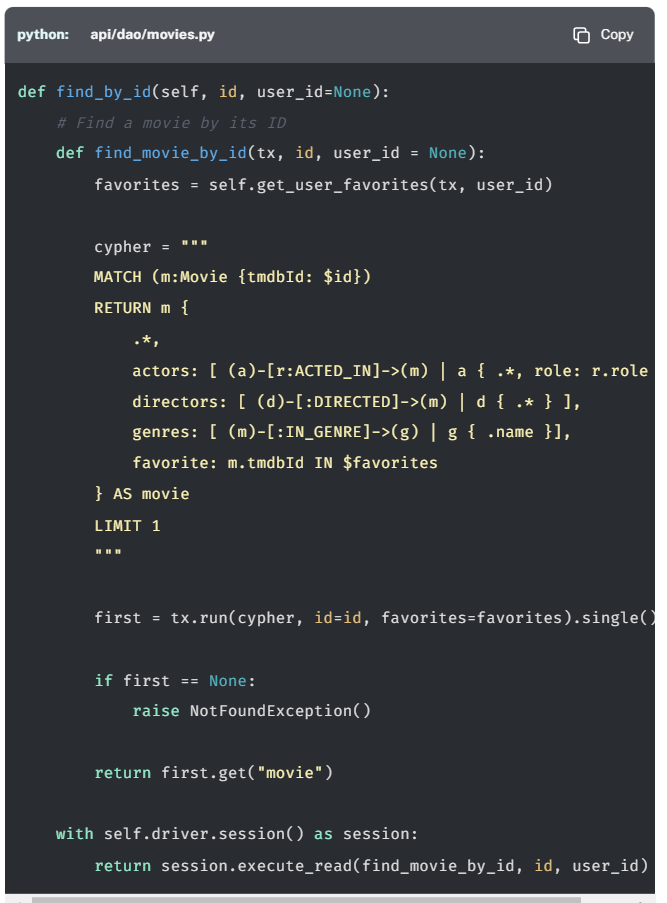 python: api/dao/movies.py Copy
def find_by_id(self, id, user_id=None):
    # Find a movie by its ID
    def find_movie_by_id(tx, id, user_id = None):
        favorites = self.get_user_favorites(tx, user_id)

        cypher = """
        MATCH (m:Movie {tmdbId: $id})
        RETURN m {
            .*,
            actors: [ (a)-[r:ACTED_IN]->(m) | a { .*, role: r.role
            directors: [ (d)-[:DIRECTED]->(m) | d { .* } ],
            genres: [ (m)-[:IN_GENRE]->(g) | g { .name }],
            favorite: m.tmdbId IN $favorites
        } AS movie
        LIMIT 1
        """

        first = tx.run(cypher, id=id, favorites=favorites).single()

        if first == None:
            raise NotFoundException()

        return first.get("movie")

    with self.driver.session() as session:
        return session.execute_read(find_movie_by_id, id, user_id)